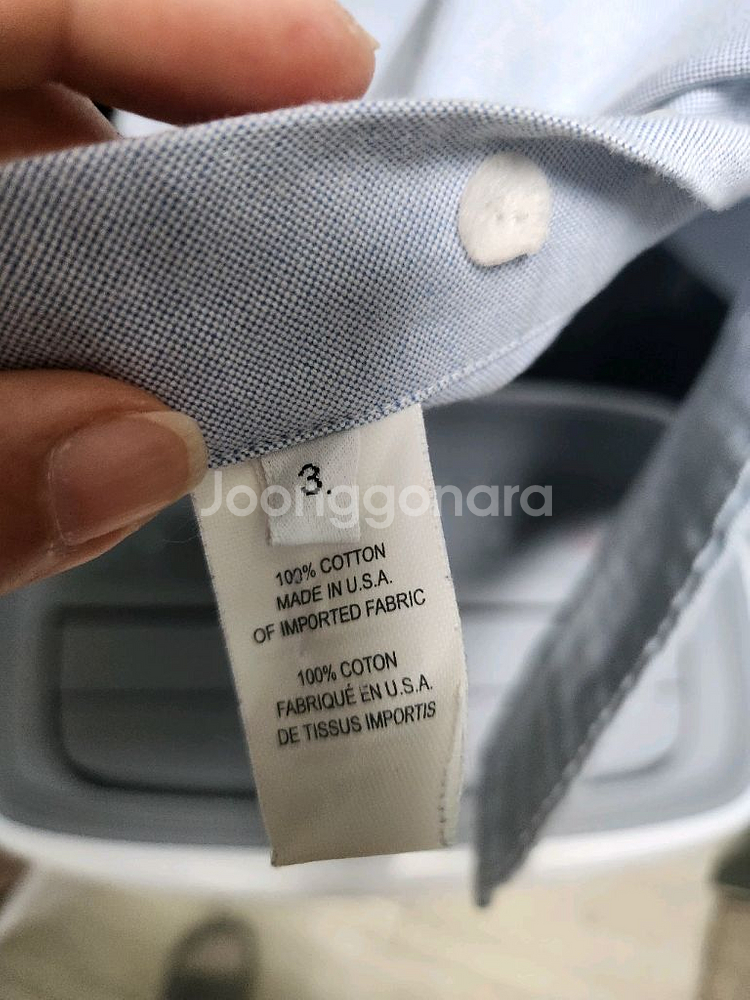 3.
Joonggonara
100% COTTON
MADE IN U.S.A.
OF IMPORTED FABRIC
100% COTON
FABRIQUÉ EN U.S.A.
DE TISSUS IMPORTIS